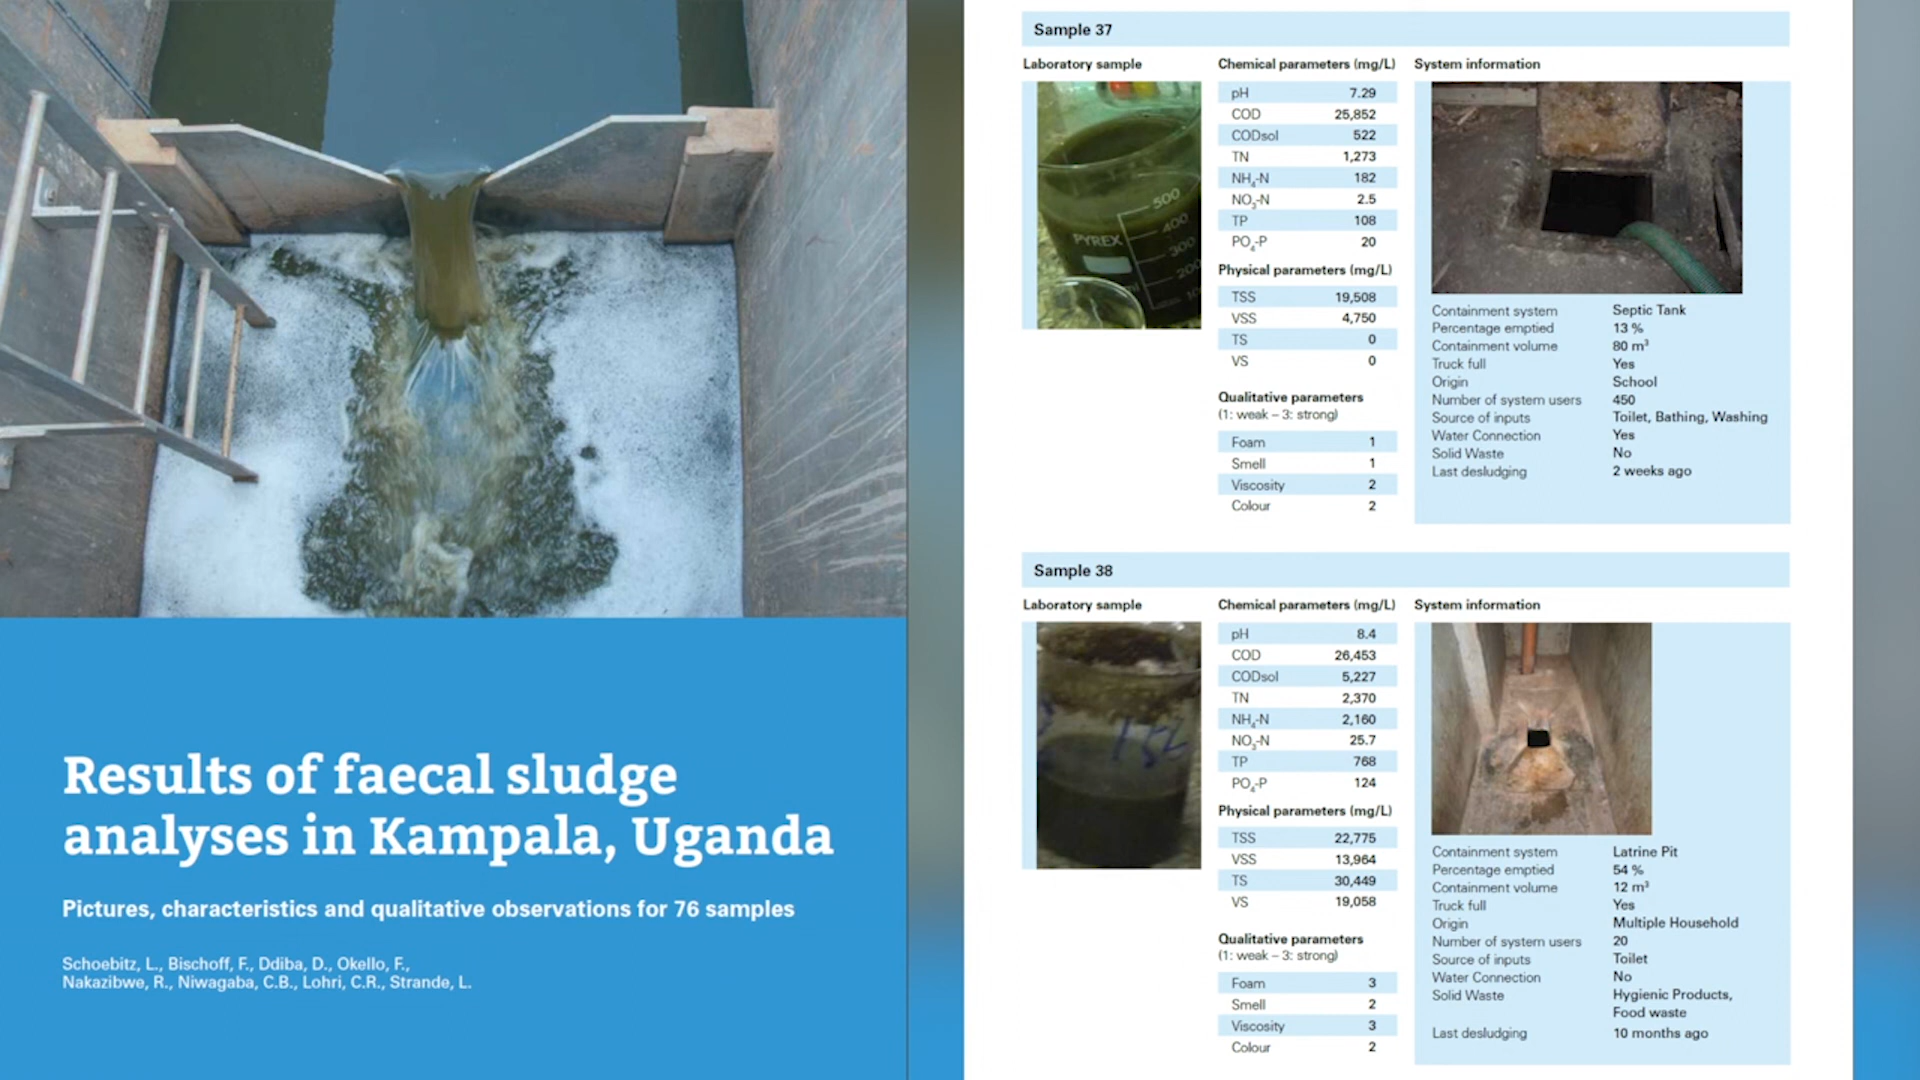 Results of faecal sludge
analyses in Kampala, Uganda
Pictures, characteristics and qualitative observations for 76 samples
Schoebitz, L., Bischoff, F., Ddiba, D., Okello, F.,
Nakazibwe, R., Niwagaba, C.B., Lohri, C.R., Strande, L.
Sample 37
Laboratory sample
500
400
300
200
PYREX
Chemical parameters (mg/L)
pH 7.29
COD 25,852
CODsol 522
TN 1,273
NH₄-N 182
NO₃-N 2.5
TP 108
PO₄-P 20
Physical parameters (mg/L)
TSS 19,508
VSS 4,750
TS 0
VS 0
Qualitative parameters
(1: weak – 3: strong)
Foam 1
Smell 1
Viscosity 2
Colour 2
System information
Containment system Septic Tank
Percentage emptied 13 %
Containment volume 80 m³
Truck full Yes
Origin School
Number of system users 450
Source of inputs Toilet, Bathing, Washing
Water Connection Yes
Solid Waste No
Last desludging 2 weeks ago
Sample 38
Laboratory sample
Chemical parameters (mg/L)
pH 8.4
COD 26,453
CODsol 5,227
TN 2,370
NH₄-N 2,160
NO₃-N 25.7
TP 768
PO₄-P 124
Physical parameters (mg/L)
TSS 22,775
VSS 13,964
TS 30,449
VS 19,058
Qualitative parameters
(1: weak – 3: strong)
Foam 3
Smell 2
Viscosity 3
Colour 2
System information
Containment system Latrine Pit
Percentage emptied 54 %
Containment volume 12 m³
Truck full Yes
Origin Multiple Household
Number of system users 20
Source of inputs Toilet
Water Connection No
Solid Waste Hygienic Products,
Food waste
Last desludging 10 months ago